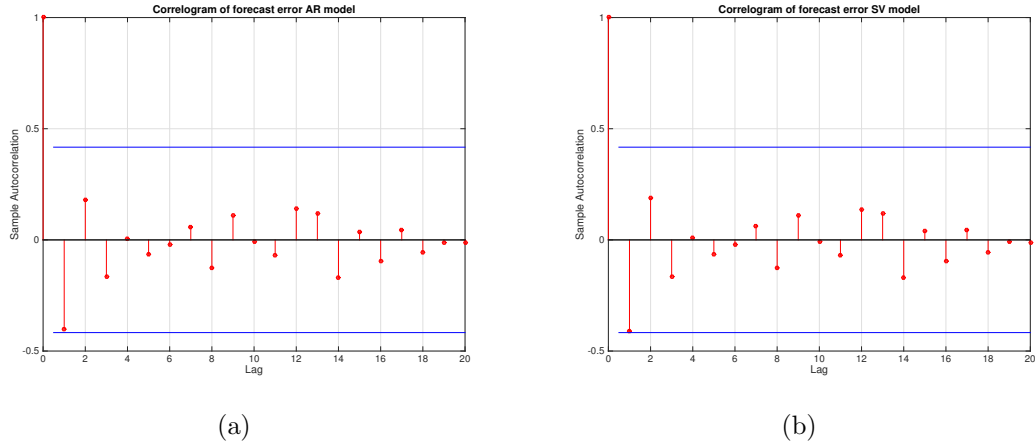 Correlogram of forecast error AR model
1
0.5
0
-0.5
Sample Autocorrelation
0 2 4 6 8 10 12 14 16 18 20
Lag
(a)
Correlogram of forecast error SV model
1
0.5
0
-0.5
Sample Autocorrelation
0 2 4 6 8 10 12 14 16 18 20
Lag
(b)